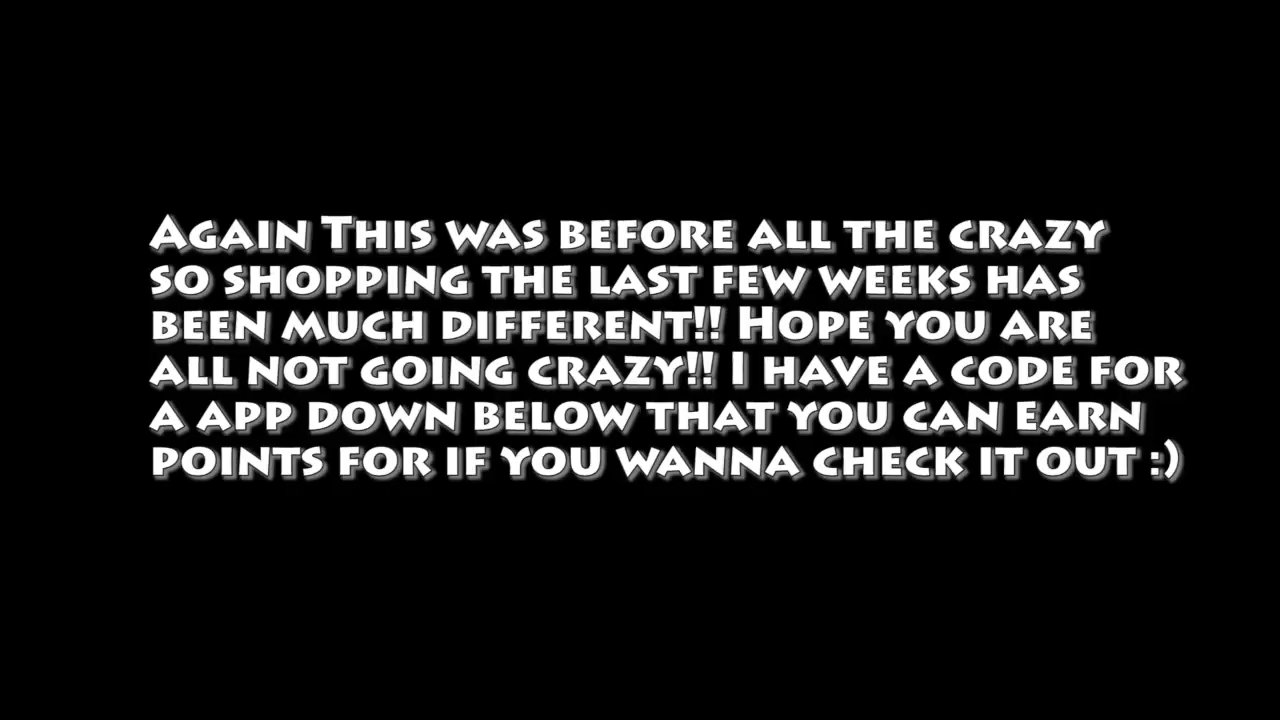 Again This was before all the crazy
so shopping the last few weeks has
been much different!! Hope you are
all not going crazy!! I have a code for
a app down below that you can earn
points for if you wanna check it out :)